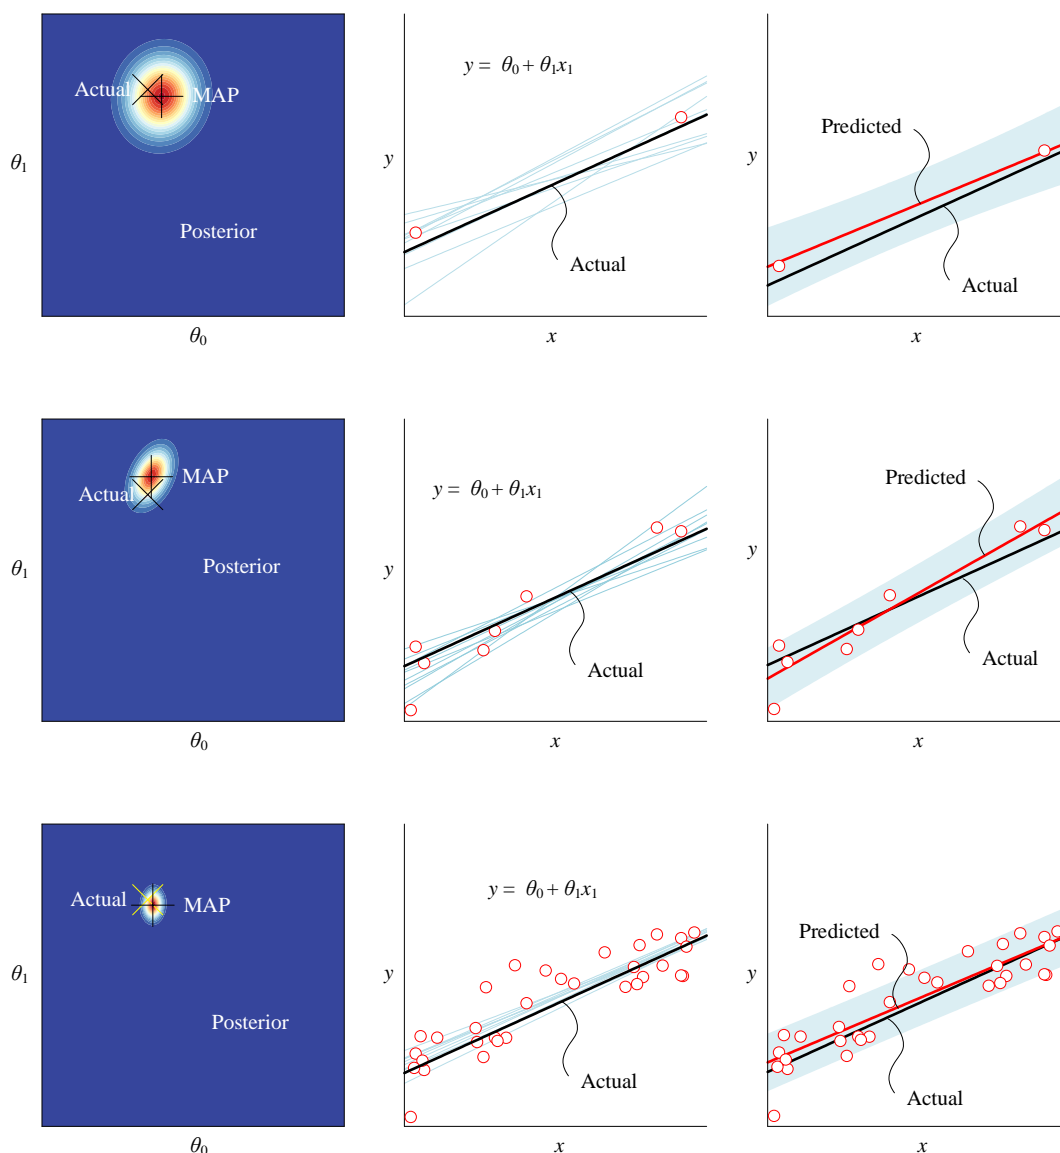 Actual
MAP
θ1
Posterior
θ0
y = θ0 + θ1x1
y
Actual
x
Predicted
y
Actual
x
MAP
Actual
θ1
Posterior
θ0
y = θ0 + θ1x1
y
Actual
x
Predicted
y
Actual
x
Actual
MAP
θ1
Posterior
θ0
y = θ0 + θ1x1
y
Actual
x
Predicted
y
Actual
x